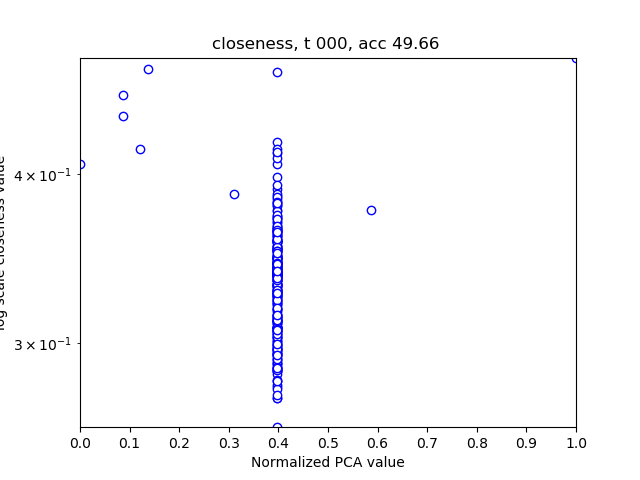 closeness, t 000, acc 49.66
log scale closeness value
4 × 10⁻¹
3 × 10⁻¹
0.0 0.1 0.2 0.3 0.4 0.5 0.6 0.7 0.8 0.9 1.0
Normalized PCA value